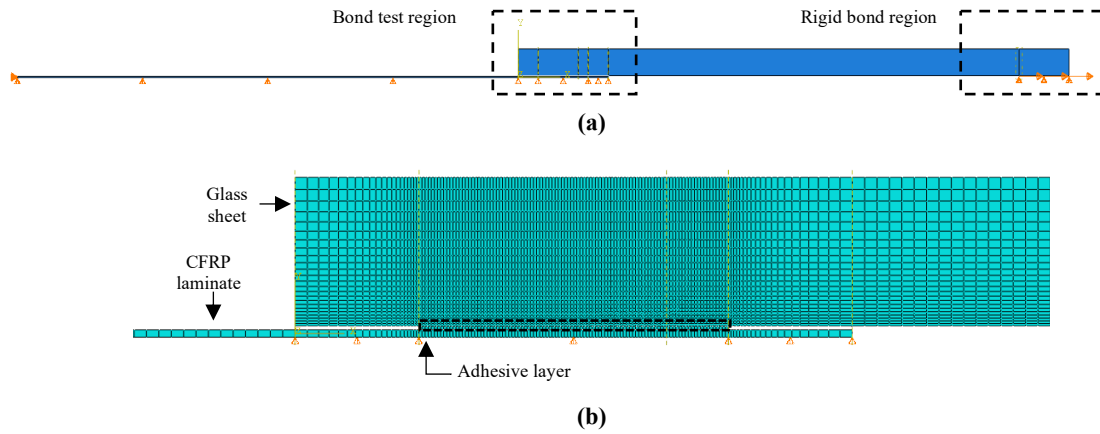 Bond test region
Rigid bond region
Y
(a)
Glass
sheet
CFRP
laminate
Adhesive layer
(b)